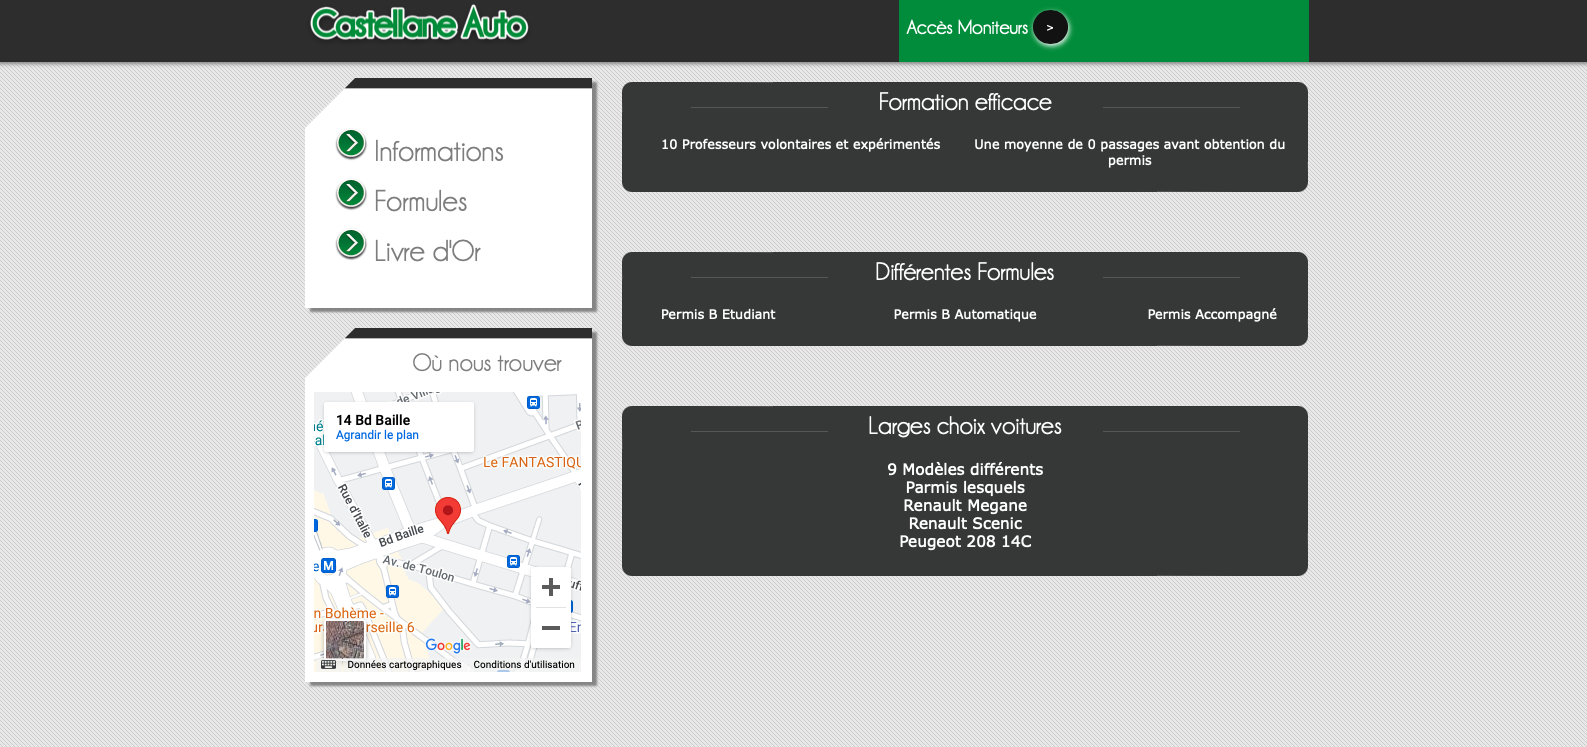 Castellane Auto
Accès Moniteurs >
Informations
Formules
Livre d'Or
Où nous trouver
14 Bd Baille
Agrandir le plan
de Villas
Le FANTASTIQU
Rue d'Italie
Bd Baille
Av. de Toulon
M
n Bohème -
rseille 6
Google
Données cartographiques
Conditions d'utilisation
Formation efficace
10 Professeurs volontaires et expérimentés
Une moyenne de 0 passages avant obtention du
permis
Différentes Formules
Permis B Etudiant
Permis B Automatique
Permis Accompagné
Larges choix voitures
9 Modèles différents
Parmis lesquels
Renault Megane
Renault Scenic
Peugeot 208 14C